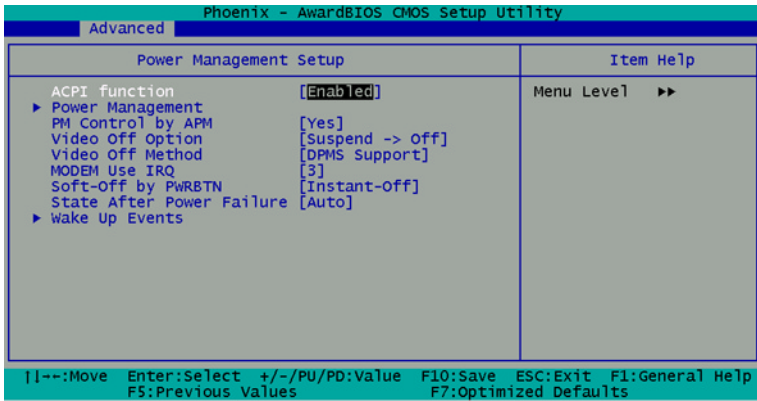 Phoenix - AwardBIOS CMOS Setup Utility
Advanced
Power Management Setup
Item Help
ACPI function [Enabled]
Menu Level ▶▶
▶ Power Management
PM Control by APM [Yes]
Video Off Option [Suspend -> Off]
Video Off Method [DPMS Support]
MODEM Use IRQ [3]
Soft-Off by PWRBTN [Instant-Off]
State After Power Failure [Auto]
▶ Wake Up Events
↑↓→←:Move Enter:Select +/-/PU/PD:Value F10:Save ESC:Exit F1:General Help
F5:Previous Values F7:Optimized Defaults